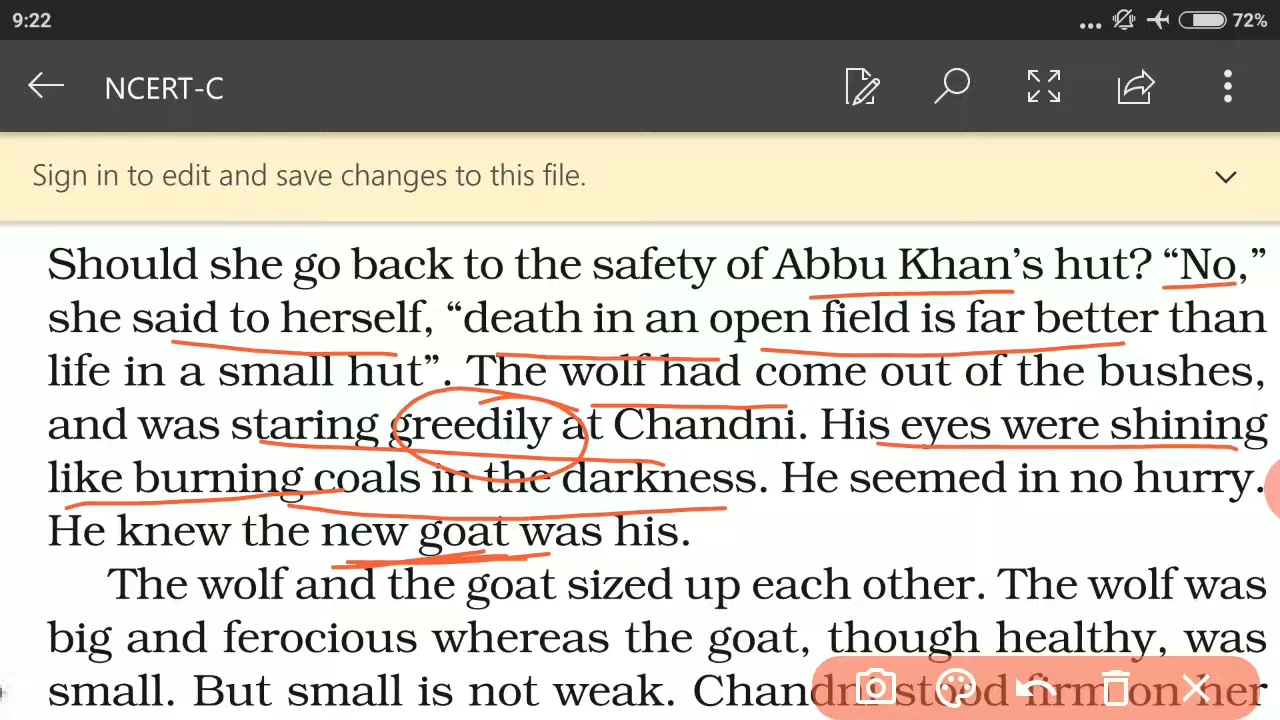 9:22
72%
NCERT-C
Sign in to edit and save changes to this file.
Should she go back to the safety of Abbu Khan's hut? “No,”
she said to herself, “death in an open field is far better than
life in a small hut”. The wolf had come out of the bushes,
and was staring greedily at Chandni. His eyes were shining
like burning coals in the darkness. He seemed in no hurry.
He knew the new goat was his.
The wolf and the goat sized up each other. The wolf was
big and ferocious whereas the goat, though healthy, was
small. But small is not weak. Chandni stood firm on her